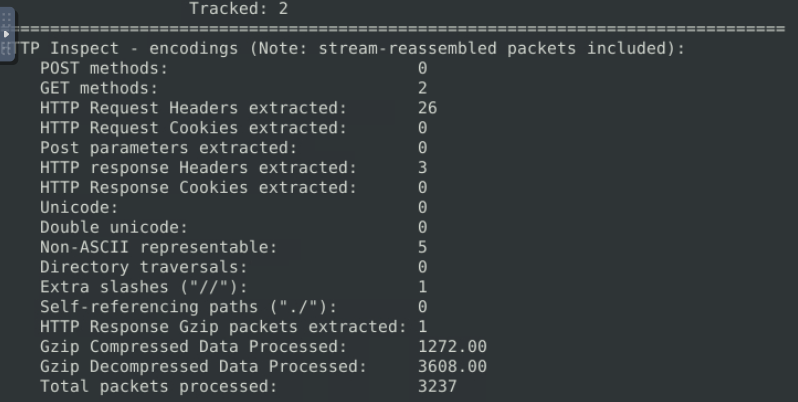 Tracked: 2
===============================================================================
HTTP Inspect - encodings (Note: stream-reassembled packets included):
POST methods: 0
GET methods: 2
HTTP Request Headers extracted: 26
HTTP Request Cookies extracted: 0
Post parameters extracted: 0
HTTP response Headers extracted: 3
HTTP Response Cookies extracted: 0
Unicode: 0
Double unicode: 0
Non-ASCII representable: 5
Directory traversals: 0
Extra slashes ("//"): 1
Self-referencing paths ("./"): 0
HTTP Response Gzip packets extracted: 1
Gzip Compressed Data Processed: 1272.00
Gzip Decompressed Data Processed: 3608.00
Total packets processed: 3237